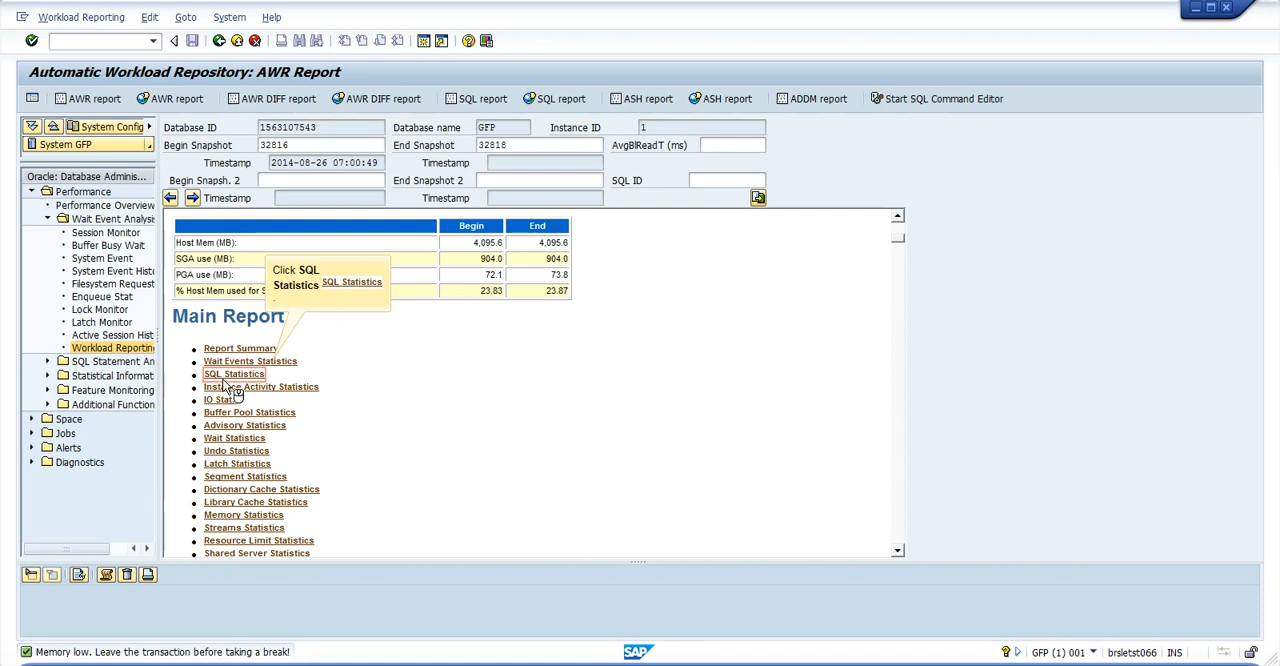 Workload Reporting Edit Goto System Help
Automatic Workload Repository: AWR Report
AWR report AWR report AWR DIFF report AWR DIFF report SQL report SQL report ASH report ASH report ADDM report Start SQL Command Editor
System Config
System GFP
Database ID 1563107543 Database name GFP Instance ID 1
Begin Snapshot 32816 End Snapshot 32818 AvgBlReadT (ms)
Timestamp 2014-08-26 07:00:49 Timestamp
Begin Snapsh. 2 End Snapshot 2 SQL ID
Timestamp Timestamp
Oracle: Database Adminis...
Performance
Performance Overview
Wait Event Analysis
Session Monitor
Buffer Busy Wait
System Event
System Event Histo
Filesystem Request
Enqueue Stat
Lock Monitor
Latch Monitor
Active Session Hist
Workload Reporting
SQL Statement An
Statistical Informat
Feature Monitoring
Additional Function
Space
Jobs
Alerts
Diagnostics
Begin End
Host Mem (MB): 4,095.6 4,095.6
SGA use (MB): 904.0 904.0
PGA use (MB): 72.1 73.8
% Host Mem used for S 23.83 23.87
Click SQL
Statistics SQL Statistics
.
Main Report
Report Summary
Wait Events Statistics
SQL Statistics
Instance Activity Statistics
IO Stats
Buffer Pool Statistics
Advisory Statistics
Wait Statistics
Undo Statistics
Latch Statistics
Segment Statistics
Dictionary Cache Statistics
Library Cache Statistics
Memory Statistics
Streams Statistics
Resource Limit Statistics
Shared Server Statistics
Memory low. Leave the transaction before taking a break!
SAP
GFP (1) 001 brsletst066 INS